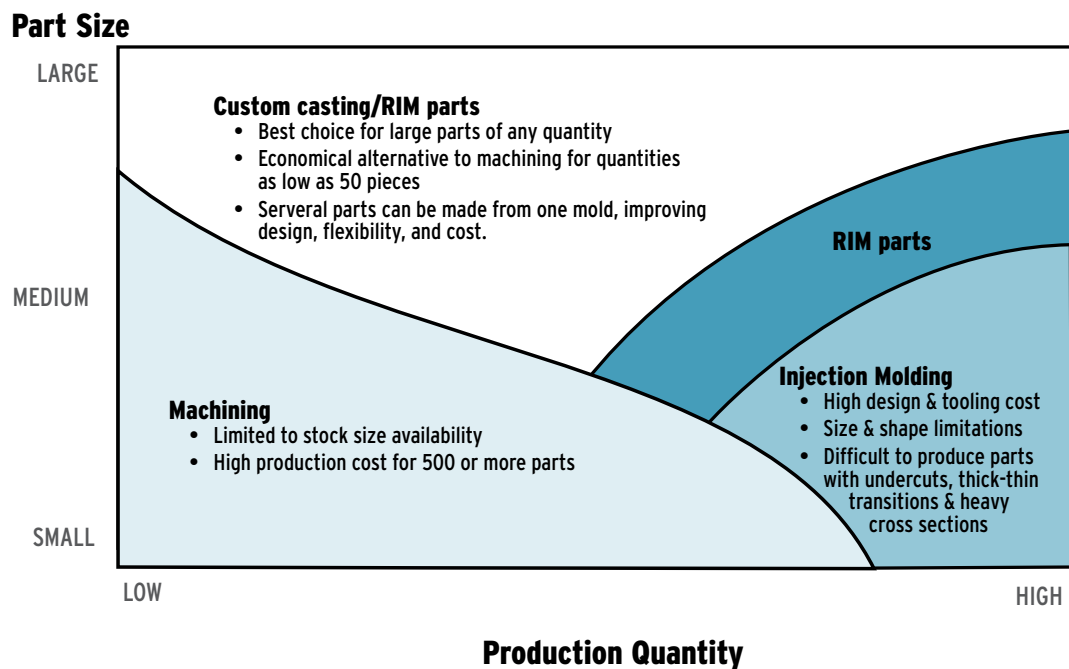 Part Size
LARGE
Custom casting/RIM parts
• Best choice for large parts of any quantity
• Economical alternative to machining for quantities
as low as 50 pieces
• Serveral parts can be made from one mold, improving
design, flexibility, and cost.
RIM parts
MEDIUM
Injection Molding
• High design & tooling cost
• Size & shape limitations
• Difficult to produce parts
with undercuts, thick-thin
transitions & heavy
cross sections
Machining
• Limited to stock size availability
• High production cost for 500 or more parts
SMALL
LOW
HIGH
Production Quantity